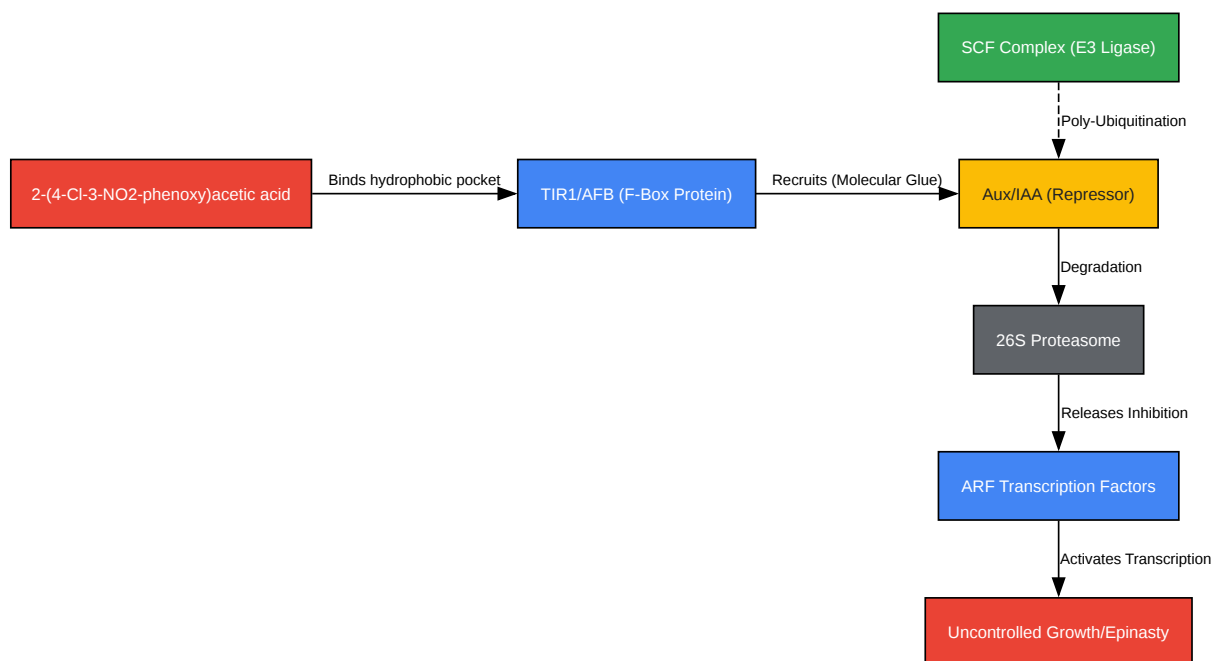 SCF Complex (E3 Ligase)
Poly-Ubiquitination
2-(4-Cl-3-NO2-phenoxy)acetic acid
Binds hydrophobic pocket
TIR1/AFB (F-Box Protein)
Recruits (Molecular Glue)
Aux/IAA (Repressor)
Degradation
26S Proteasome
Releases Inhibition
ARF Transcription Factors
Activates Transcription
Uncontrolled Growth/Epinasty